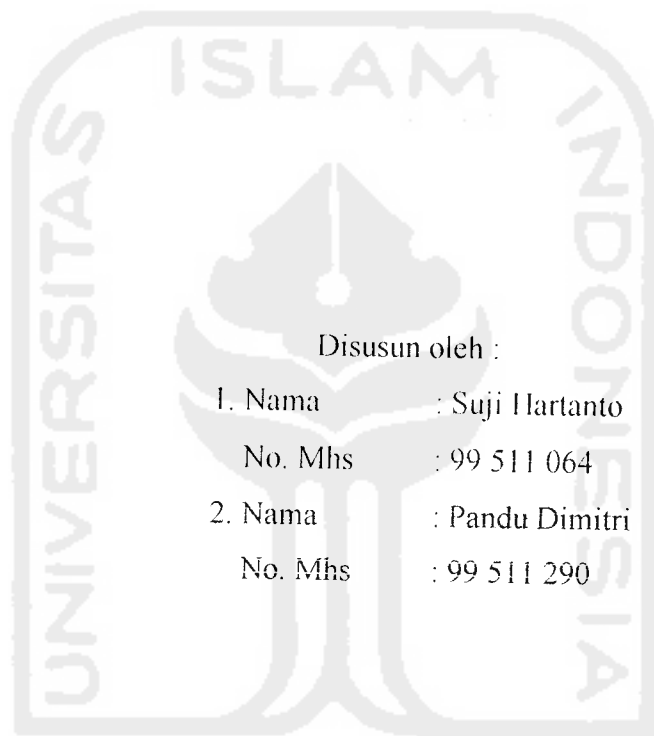 UNIVERSITAS ISLAM INDONESIA
Disusun oleh :
1. Nama : Suji Hartanto
No. Mhs : 99 511 064
2. Nama : Pandu Dimitri
No. Mhs : 99 511 290